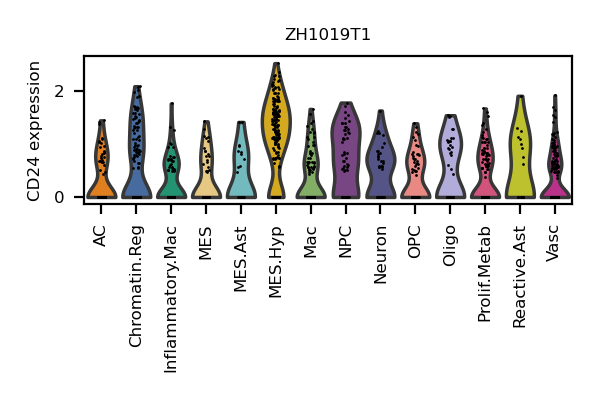 ZH1019T1
CD24 expression
2
0
AC
Chromatin.Reg
Inflammatory.Mac
MES
MES.Ast
MES.Hyp
Mac
NPC
Neuron
OPC
Oligo
Prolif.Metab
Reactive.Ast
Vasc